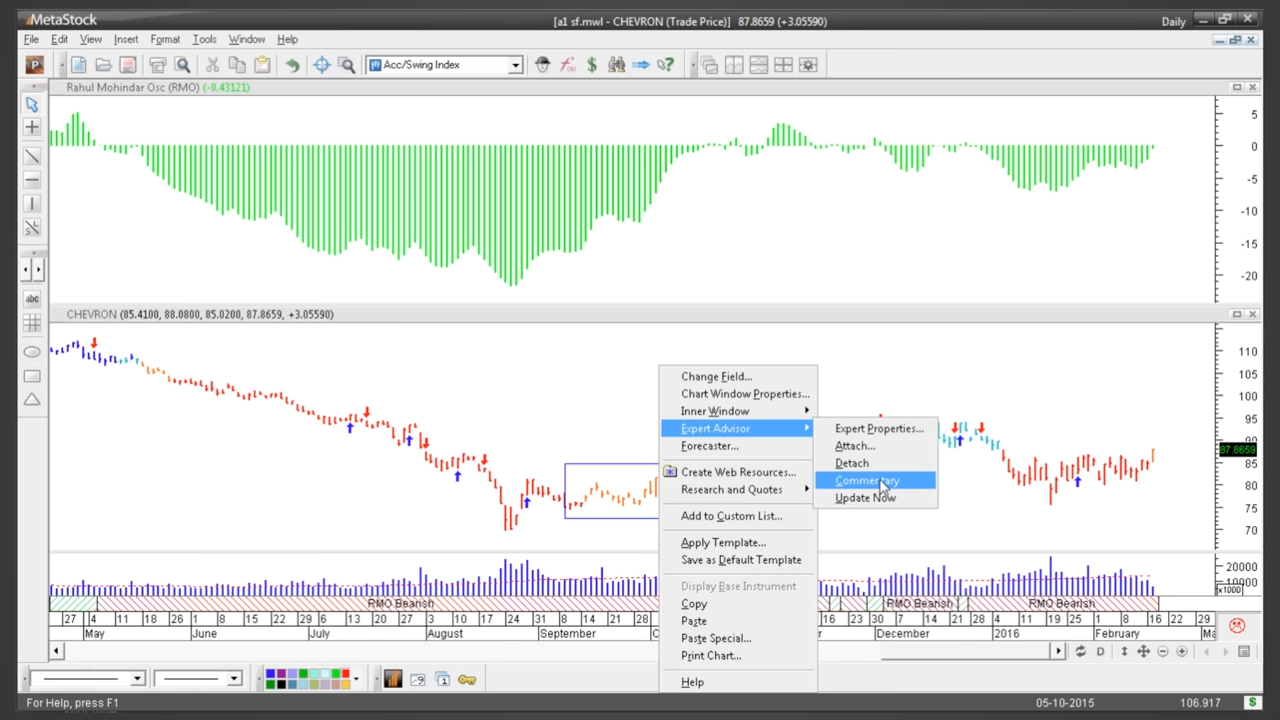 MetaStock
[a1 sf.mwl - CHEVRON (Trade Price)] 87.8659 (+3.05590)
Daily
File Edit View Insert Format Tools Window Help
Acc/Swing Index
Rahul Mohindar Osc (RMO) (-0.43121)
5
0
-5
-10
-15
-20
CHEVRON (85.4100, 88.0800, 85.0200, 87.8659, +3.05590)
110
105
100
95
90
87.8659
85
80
75
70
Change Field...
Chart Window Properties...
Inner Window
Expert Advisor
Forecaster...
Create Web Resources...
Research and Quotes
Add to Custom List...
Apply Template...
Save as Default Template
Display Base Instrument
Copy
Paste
Paste Special...
Print Chart...
Help
Expert Properties...
Attach...
Detach
Commentary
Update Now
abc
20000
10000
x1000
RMO Bearish RMO Bearish RMO Bearish
27 4 11 18 26 1 8 15 22 29 6 13 20 27 3 10 17 24 31 8 14 21 28 16 23 30 7 14 21 28 4 11 19 25 1 8 16 22 29
May June July August September December 2016 February
D
For Help, press F1
05-10-2015
106.917
$